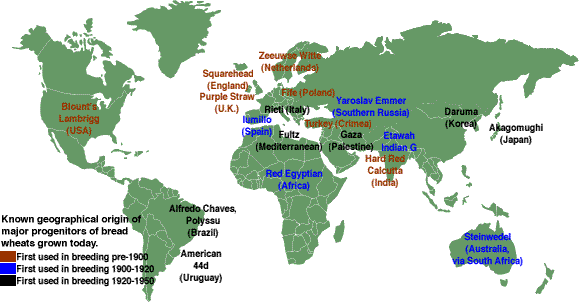 Zeeuwse Witte
(Netherlands)
Squarehead
(England)
Purple Straw
(U.K.)
Fife (Poland)
Blount's
Lambrigg
(USA)
Rieti (Italy)
Yaroslav Emmer
(Southern Russia)
Iumillo
(Spain)
Turkey (Crimea)
Daruma
(Korea)
Akagomughi
(Japan)
Fultz
(Mediterranean)
Gaza
(Palestine)
Etawah
Indian G
Hard Red
Calcutta
(India)
Red Egyptian
(Africa)
Alfredo Chaves,
Polyssu
(Brazil)
American
44d
(Uruguay)
Steinwedel
(Australia,
via South Africa)
Known geographical origin of
major progenitors of bread
wheats grown today.
First used in breeding pre-1900
First used in breeding 1900-1920
First used in breeding 1920-1950